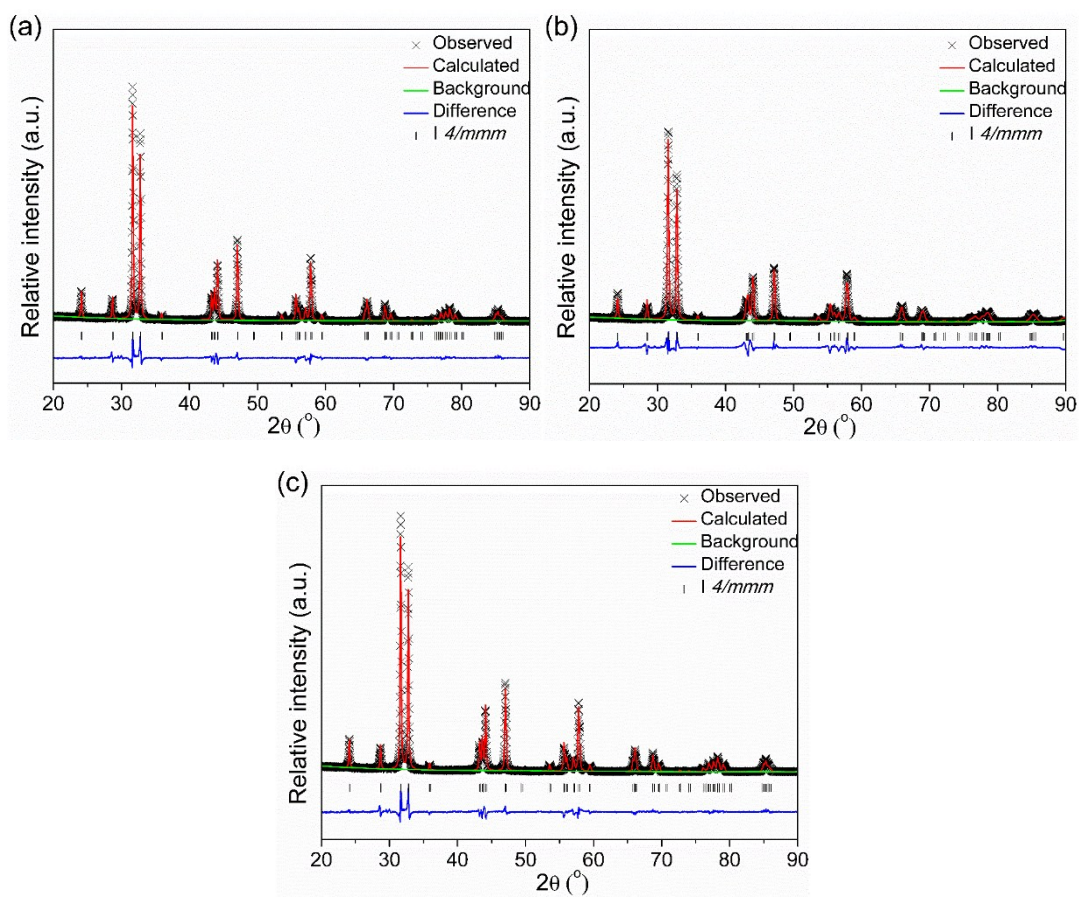 (a)
Observed
Calculated
Background
Difference
I 4/mmm
Relative intensity (a.u.)
20 30 40 50 60 70 80 90
2θ (°)
(b)
Observed
Calculated
Background
Difference
I 4/mmm
Relative intensity (a.u.)
20 30 40 50 60 70 80 90
2θ (°)
(c)
Observed
Calculated
Background
Difference
I 4/mmm
Relative intensity (a.u.)
20 30 40 50 60 70 80 90
2θ (°)